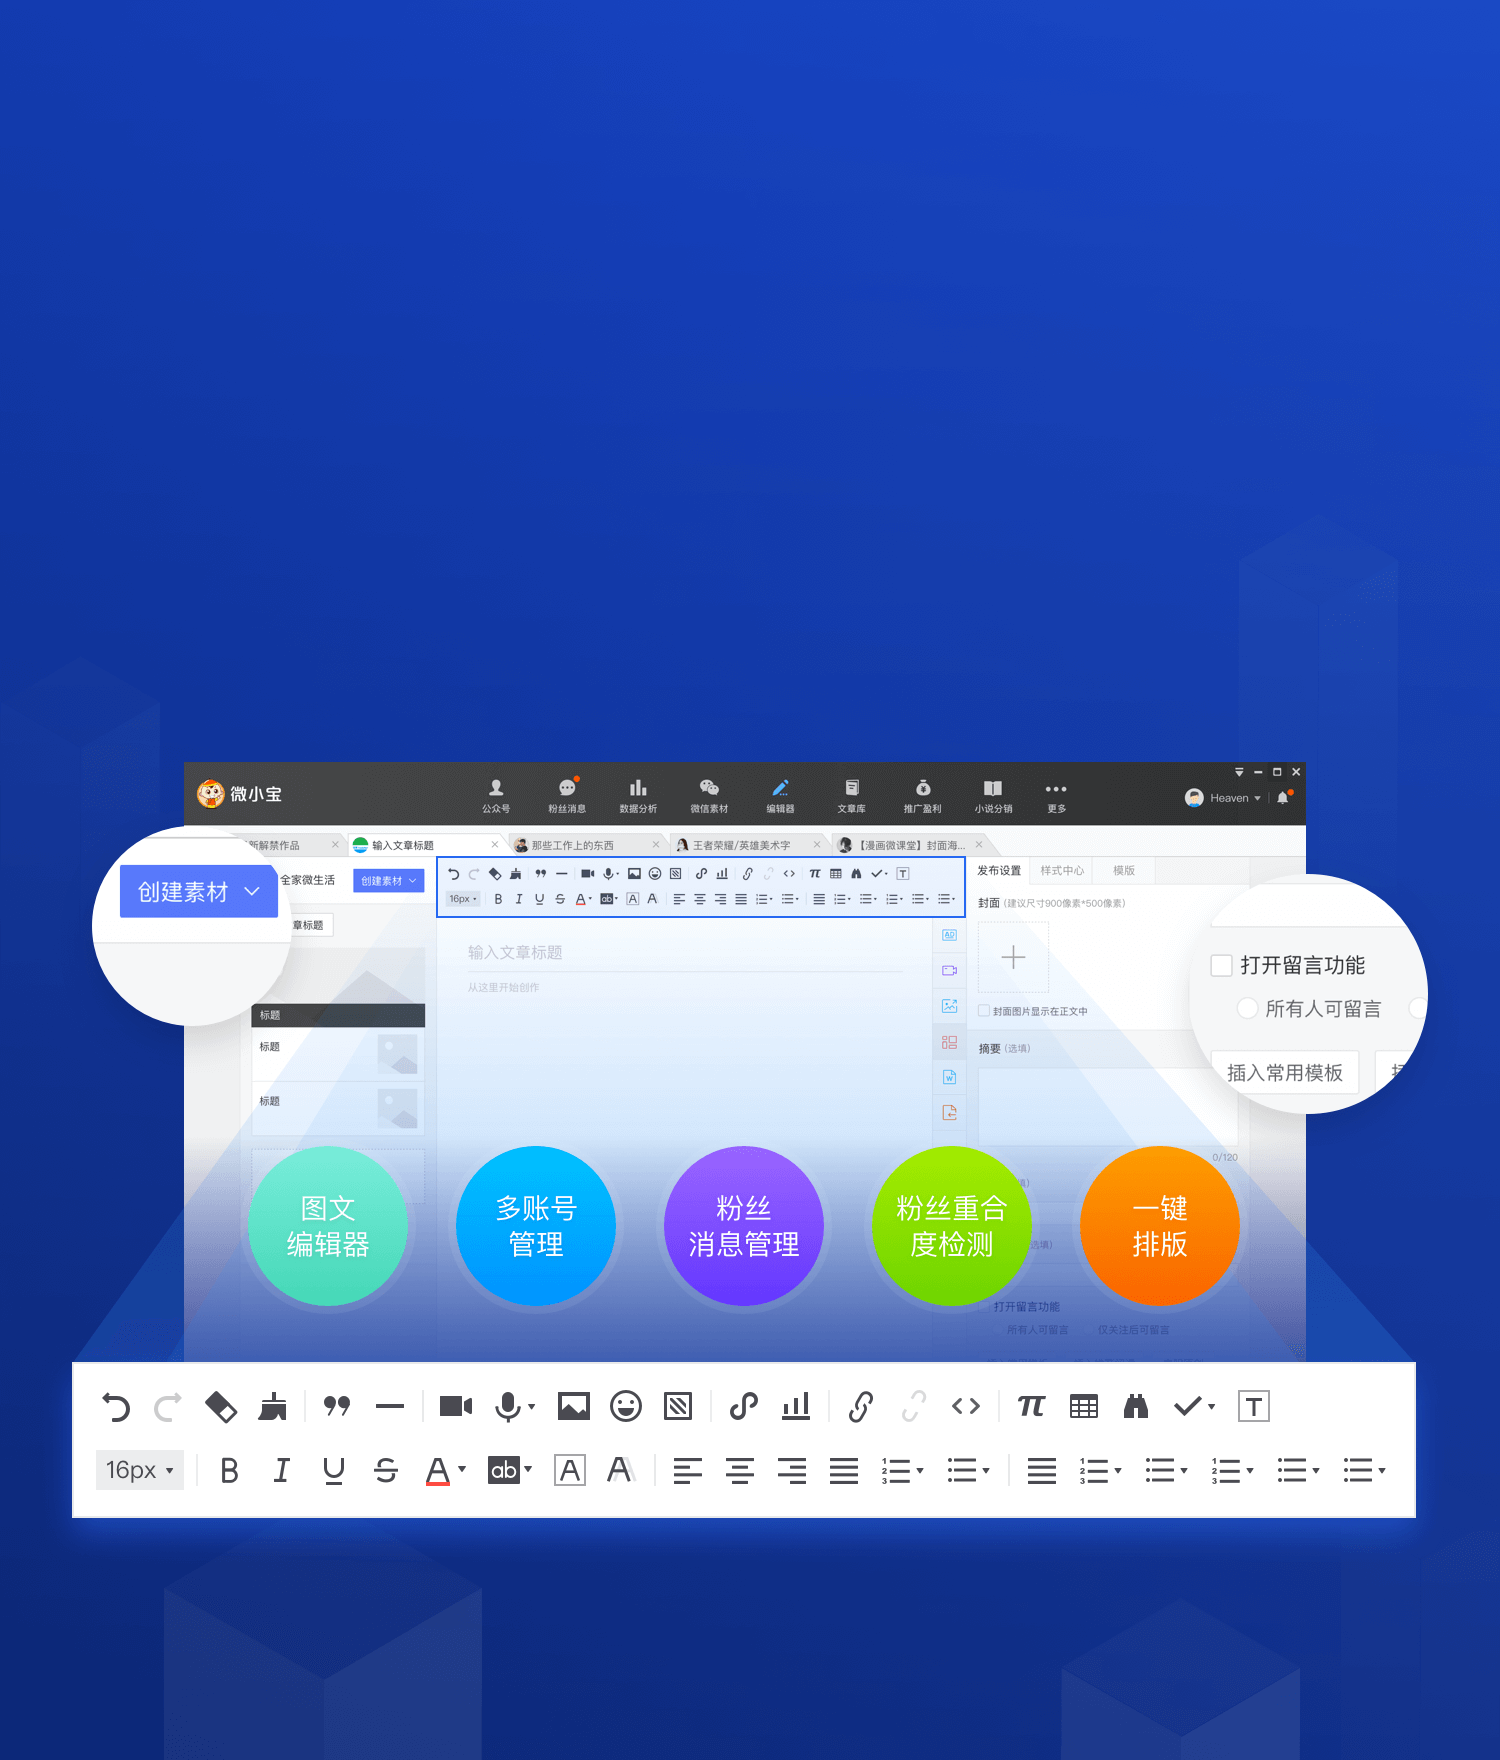 微小宝
公众号
粉丝消息
数据分析
微信素材
编辑器
文章库
推广盈利
小说分销
更多
Heaven
新解禁作品
输入文章标题
那些工作上的东西
王者荣耀/英雄美术字
【漫画微课堂】封面海...
创建素材
全家微生活
创建素材
章标题
16px
B I U S A ab A A
发布设置
样式中心
模版
封面 (建议尺寸900像素*500像素)
封面图片显示在正文中
摘要 (选填)
0/120
输入文章标题
从这里开始创作
AD
W
标题
标题
标题
打开留言功能
所有人可留言
插入常用模板
图文
编辑器
多账号
管理
粉丝
消息管理
粉丝重合
度检测
一键
排版
选填)
打开留言功能
所有人可留言
仅关注后可留言
T
16px
B I U S A ab A A